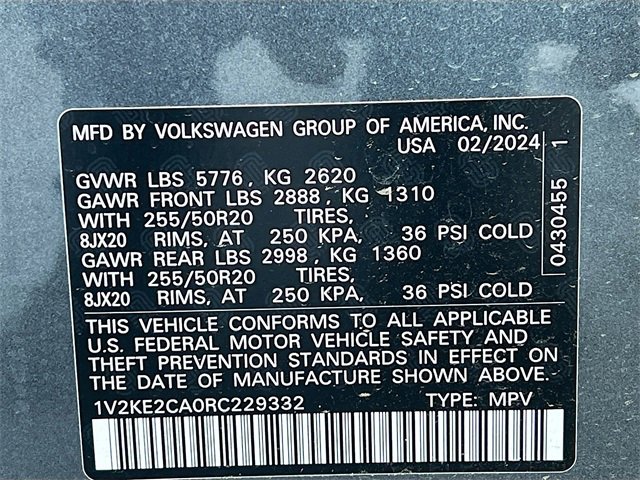 MFD BY VOLKSWAGEN GROUP OF AMERICA, INC.
USA 02/2024
GVWR LBS 5776, KG 2620
GAWR FRONT LBS 2888, KG 1310
WITH 255/50R20 TIRES,
8JX20 RIMS, AT 250 KPA, 36 PSI COLD
GAWR REAR LBS 2998, KG 1360
WITH 255/50R20 TIRES,
8JX20 RIMS, AT 250 KPA, 36 PSI COLD
0430455 1
THIS VEHICLE CONFORMS TO ALL APPLICABLE
U.S. FEDERAL MOTOR VEHICLE SAFETY AND
THEFT PREVENTION STANDARDS IN EFFECT ON
THE DATE OF MANUFACTURE SHOWN ABOVE.
1V2KE2CA0RC229332 TYPE: MPV